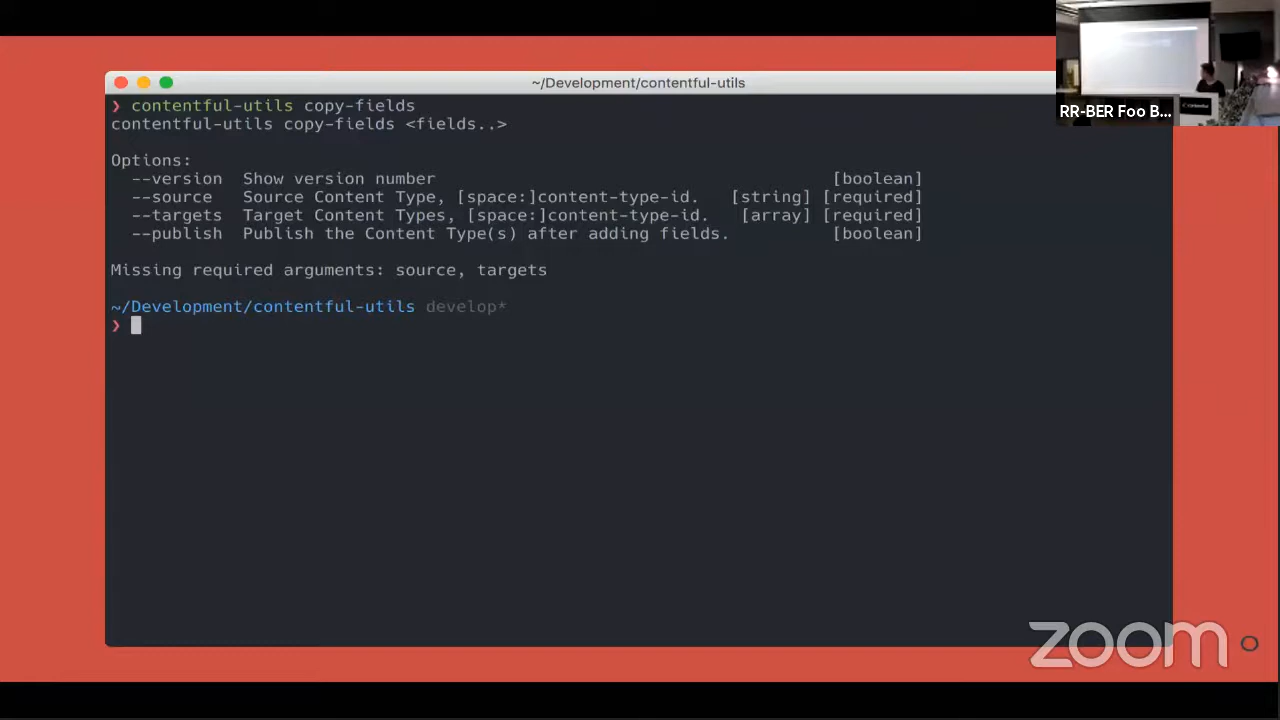 ~/Development/contentful-utils
❯ contentful-utils copy-fields
contentful-utils copy-fields <fields..>
Options:
--version Show version number [boolean]
--source Source Content Type, [space:]content-type-id. [string] [required]
--targets Target Content Types, [space:]content-type-id. [array] [required]
--publish Publish the Content Type(s) after adding fields. [boolean]
Missing required arguments: source, targets
~/Development/contentful-utils develop*
❯
RR-BER Foo B...
zoom